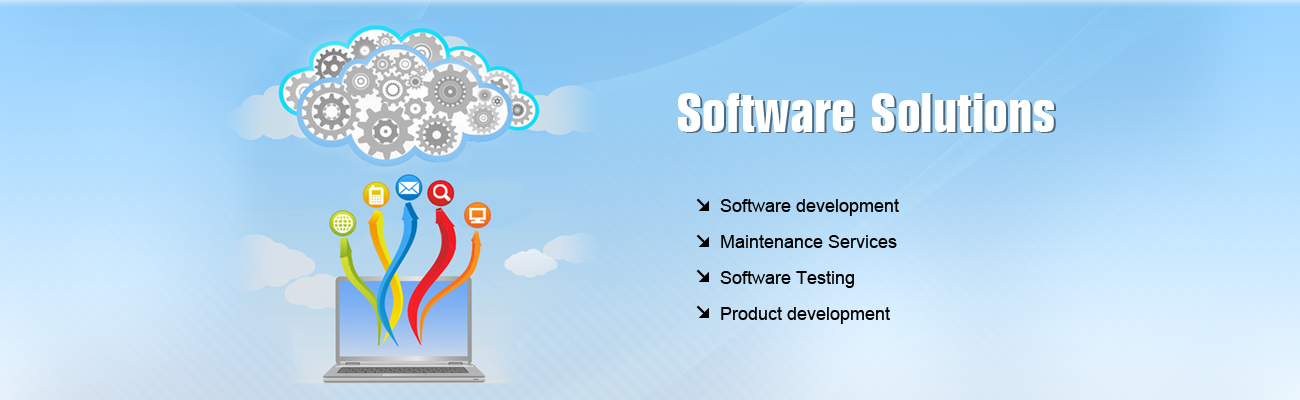 Software Solutions
Software development
Maintenance Services
Software Testing
Product development